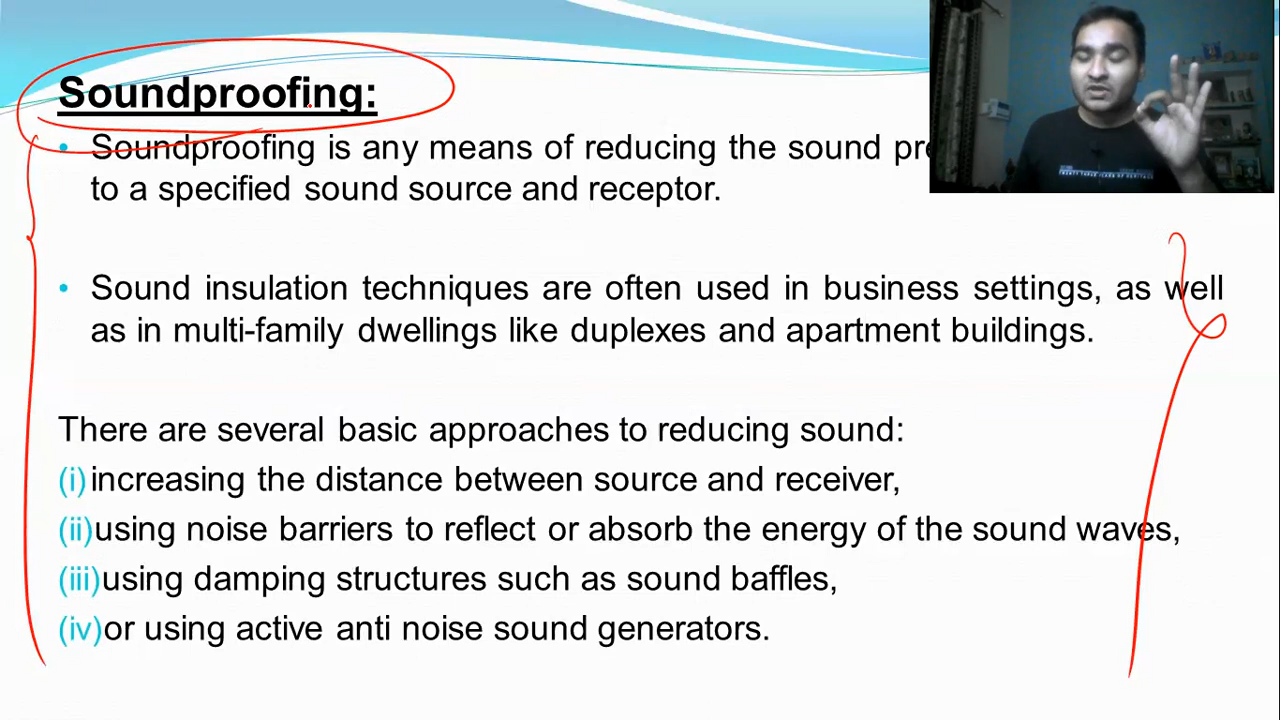 Soundproofing:
• Soundproofing is any means of reducing the sound
to a specified sound source and receptor.
• Sound insulation techniques are often used in business settings, as well
as in multi-family dwellings like duplexes and apartment buildings.
There are several basic approaches to reducing sound:
(i) increasing the distance between source and receiver,
(ii) using noise barriers to reflect or absorb the energy of the sound waves,
(iii) using damping structures such as sound baffles,
(iv) or using active anti noise sound generators.